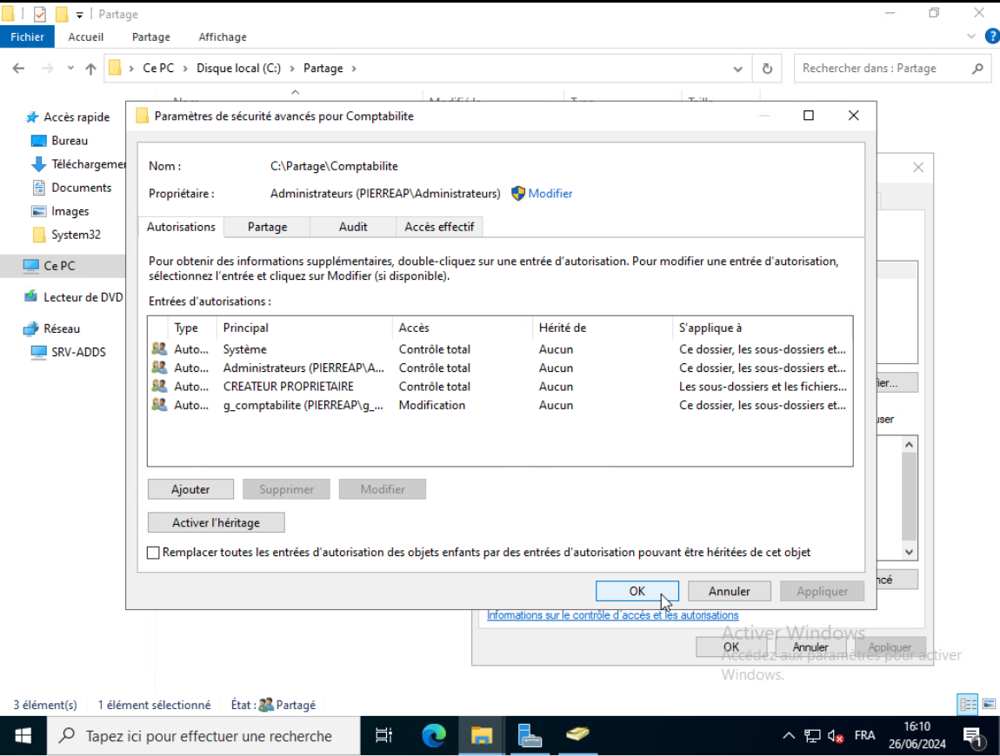 Partage
Fichier Accueil Partage Affichage
Ce PC Disque local (C:) Partage
Rechercher dans : Partage
Accès rapide
Bureau
Téléchargemer
Documents
Images
System32
Ce PC
Lecteur de DVD
Réseau
SRV-ADDS
Paramètres de sécurité avancés pour Comptabilite
Nom : C:\Partage\Comptabilite
Propriétaire : Administrateurs (PIERREAP\Administrateurs) Modifier
Autorisations Partage Audit Accès effectif
Pour obtenir des informations supplémentaires, double-cliquez sur une entrée d'autorisation. Pour modifier une entrée d'autorisation,
sélectionnez l'entrée et cliquez sur Modifier (si disponible).
Entrées d'autorisations :
Type Principal Accès Hérité de S'applique à
Auto... Système Contrôle total Aucun Ce dossier, les sous-dossiers et...
Auto... Administrateurs (PIERREAP\A... Contrôle total Aucun Ce dossier, les sous-dossiers et...
Auto... CREATEUR PROPRIETAIRE Contrôle total Aucun Les sous-dossiers et les fichiers...
Auto... g_comptabilite (PIERREAP\g_... Modification Aucun Ce dossier, les sous-dossiers et...
Ajouter Supprimer Modifier
Activer l'héritage
Remplacer toutes les entrées d'autorisation des objets enfants par des entrées d'autorisation pouvant être héritées de cet objet
OK Annuler Appliquer
ier...
user
ncé
Informations sur le contrôle d'accès et les autorisations
OK Annuler Appliquer
Activer Windows
Accédez aux paramètres pour activer
Windows.
3 élément(s) 1 élément sélectionné État : Partagé
Tapez ici pour effectuer une recherche
FRA
16:10
26/06/2024
1